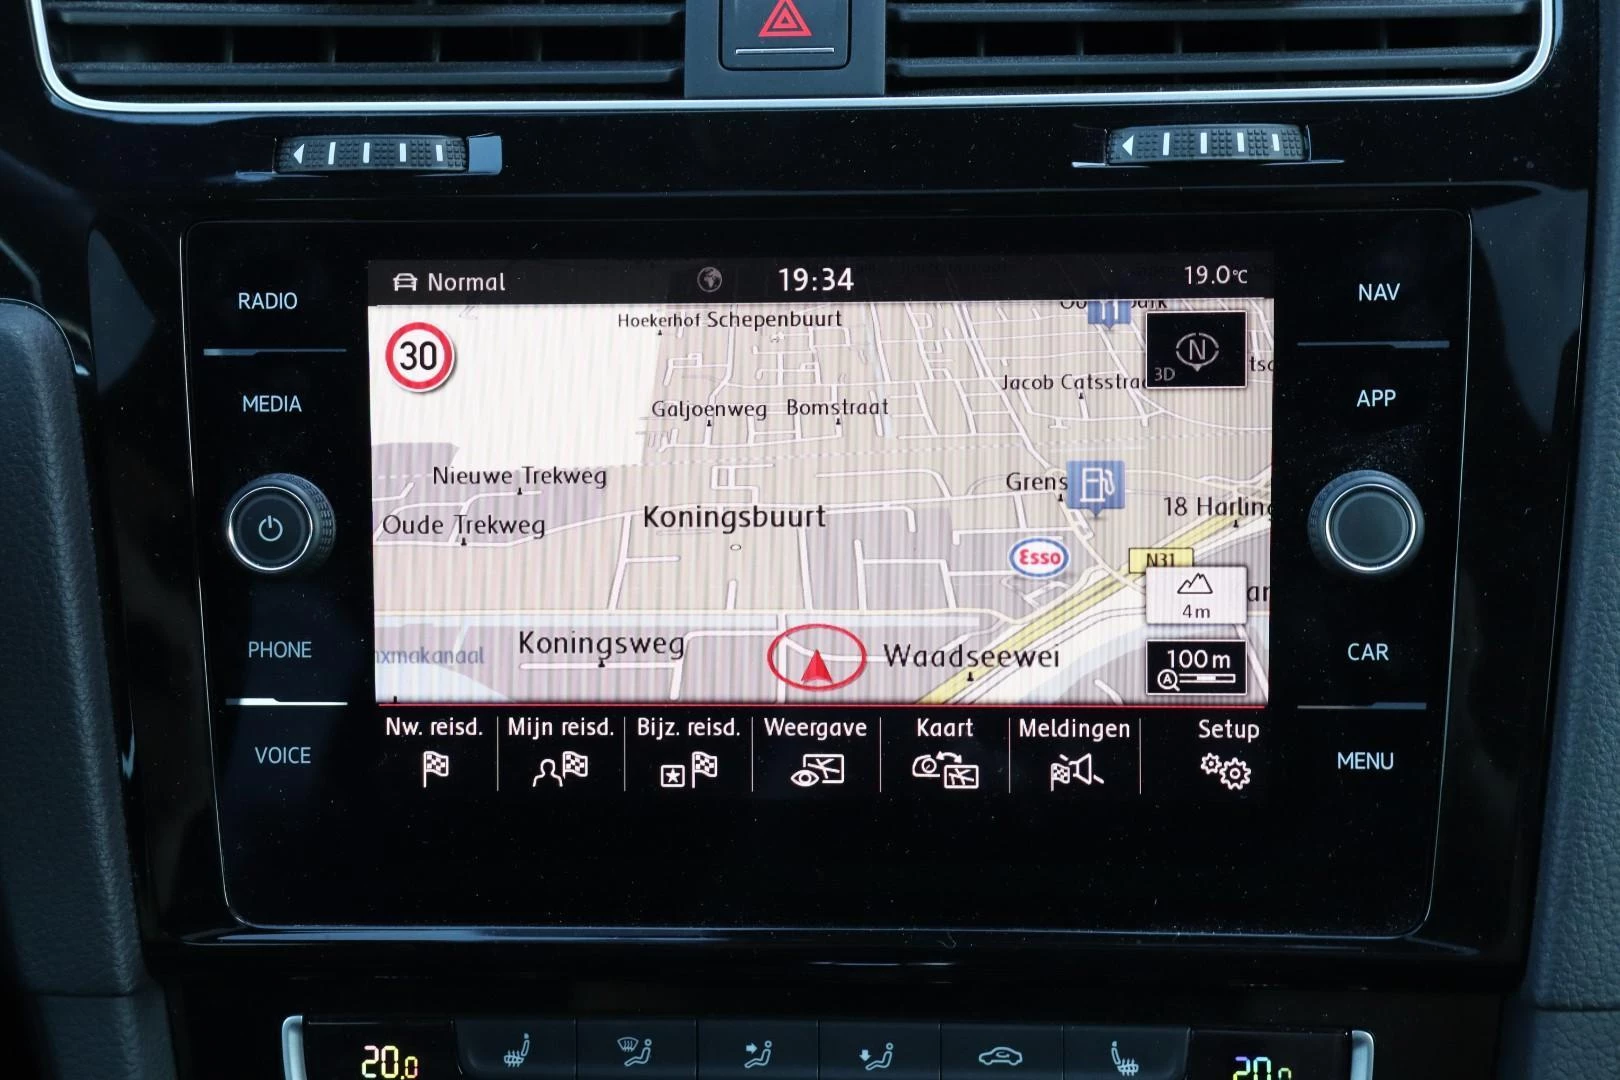 RADIO
MEDIA
PHONE
VOICE
NAV
APP
CAR
MENU
Normal
19:34
19.0°C
30
Hoekerhof Schepenbuurt
N
3D
Jacob Catsstra
Galjoenweg Bomstraat
Nieuwe Trekweg
Grens
18 Harling
Oude Trekweg
Koningsbuurt
Esso
N31
4m
Koningsweg
xmakanaal
Waadseewei
100m
A
Nw. reisd.
Mijn reisd.
Bijz. reisd.
Weergave
Kaart
Meldingen
Setup
20.0
20.0